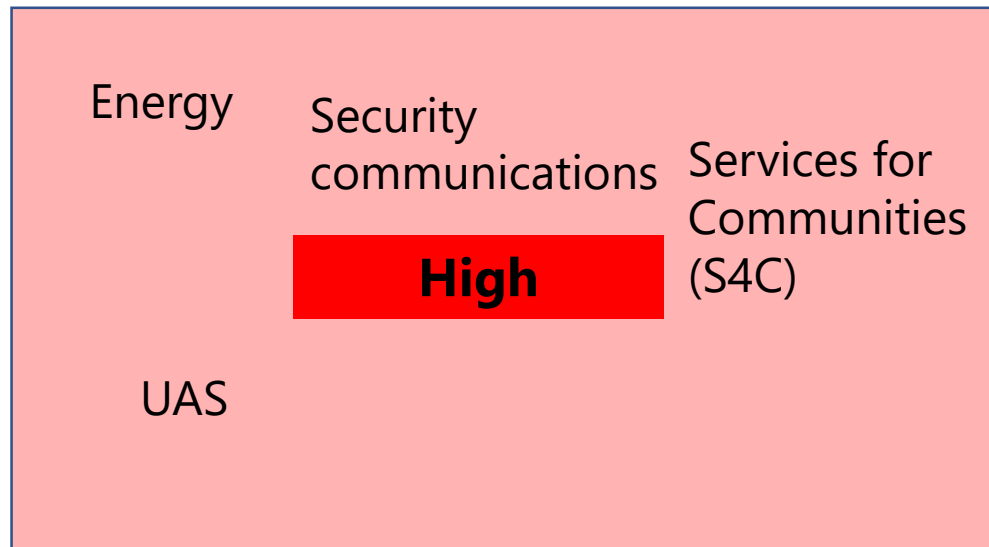 Energy
Security
communications
Services for
Communities
(S4C)
High
UAS